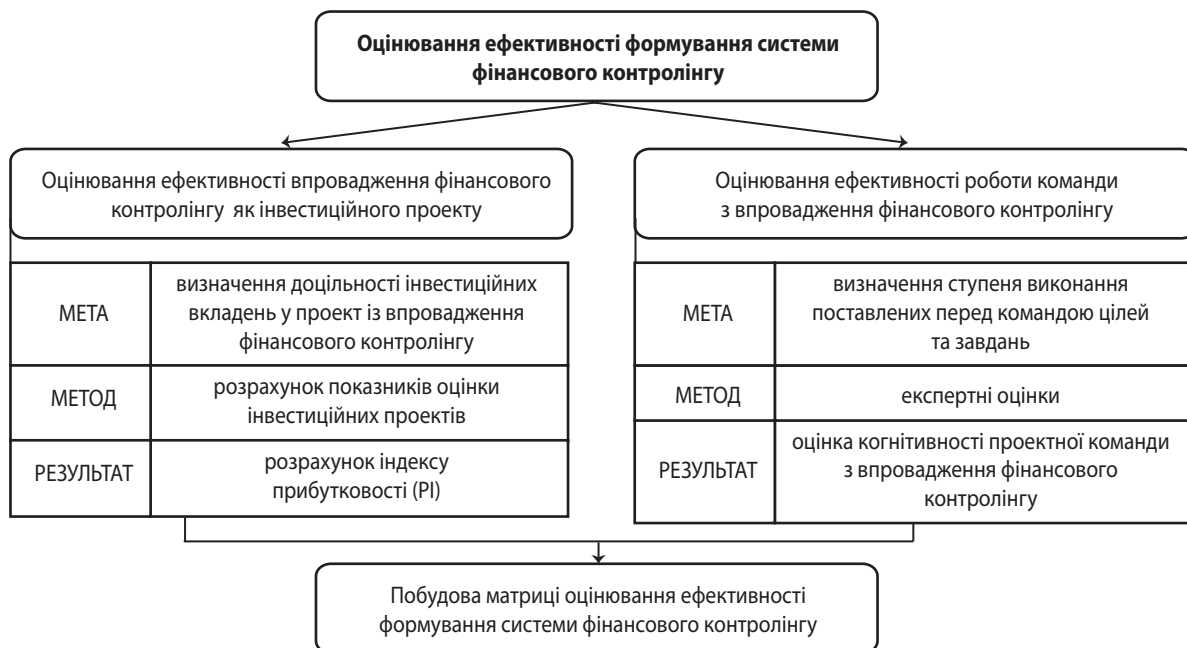 Оцінювання ефективності формування системи
фінансового контролінгу
Оцінювання ефективності впровадження фінансового
контролінгу як інвестиційного проекту
МЕТА
визначення доцільності інвестиційних
вкладень у проект із впровадження
фінансового контролінгу
МЕТОД
розрахунок показників оцінки
інвестиційних проектів
РЕЗУЛЬТАТ
розрахунок індексу
прибутковості (PI)
Оцінювання ефективності роботи команди
з впровадження фінансового контролінгу
МЕТА
визначення ступеня виконання
поставлених перед командою цілей
та завдань
МЕТОД
експертні оцінки
РЕЗУЛЬТАТ
оцінка когнітивності проектної команди
з впровадження фінансового
контролінгу
Побудова матриці оцінювання ефективності
формування системи фінансового контролінгу